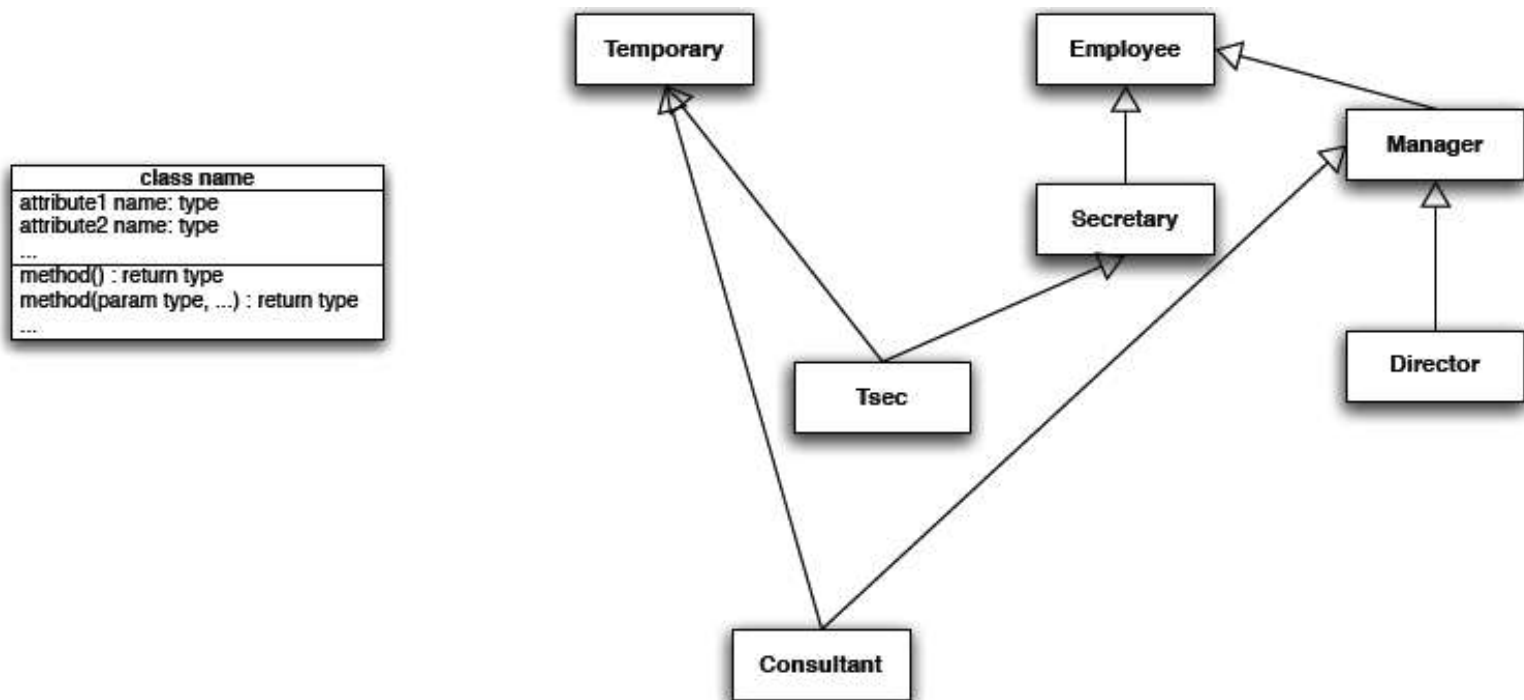 Temporary
Employee
Manager
class name
attribute1 name: type
attribute2 name: type
...
method() : return type
method(param type, ...) : return type
...
Secretary
Director
Tsec
Consultant